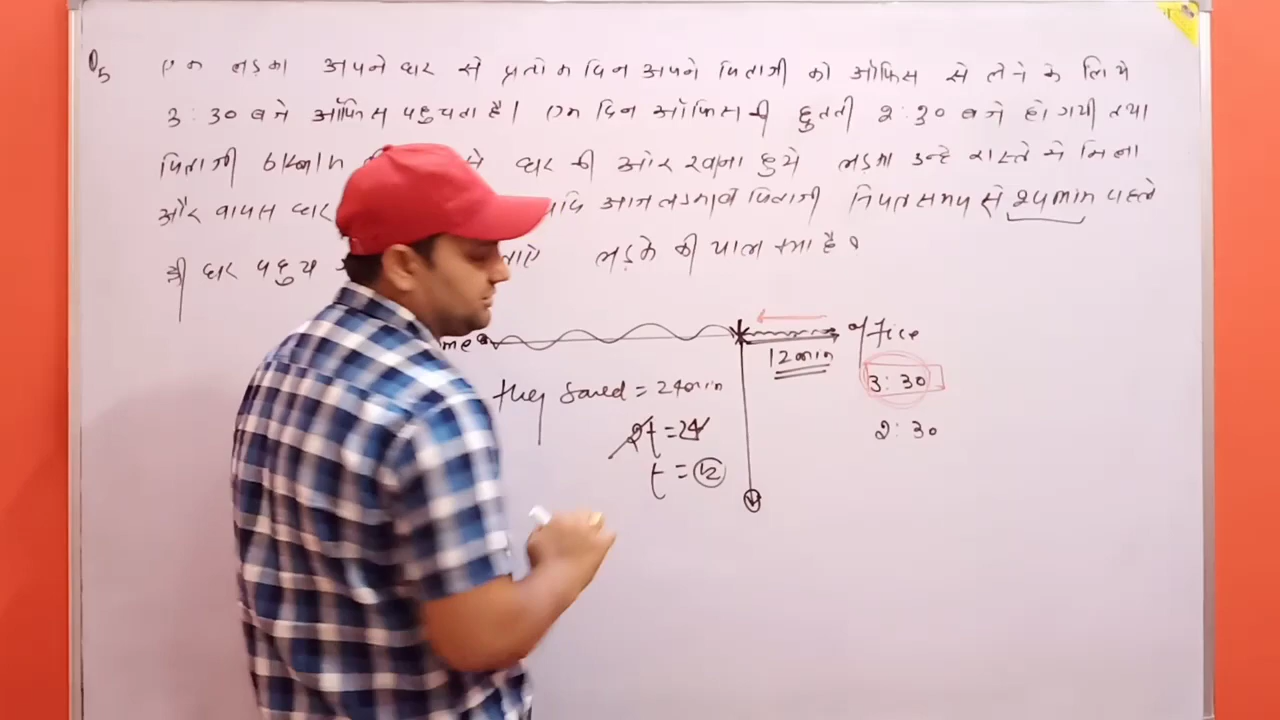 Q5 एक लड़का अपने घर से प्रतीक दिन अपने पिताजी को ऑफिस से लेने के लिये
3:30 बजे ऑफिस पहुचता है। एक दिन ऑफिस की छुतती 2:30 बजे हो गयी तथा
पिताजी 6km/h से घर की ओर रवाना हुये लड़का उन्हे रास्ते मे मिला
और वापस घर यदि आज लड़का व पिताजी नियत समय से 24min पहले
ही घर पहुच लड़के की चाल क्या है ?
office
12min
3:30
they saved = 24min
2:30
2t = 24
t = 12